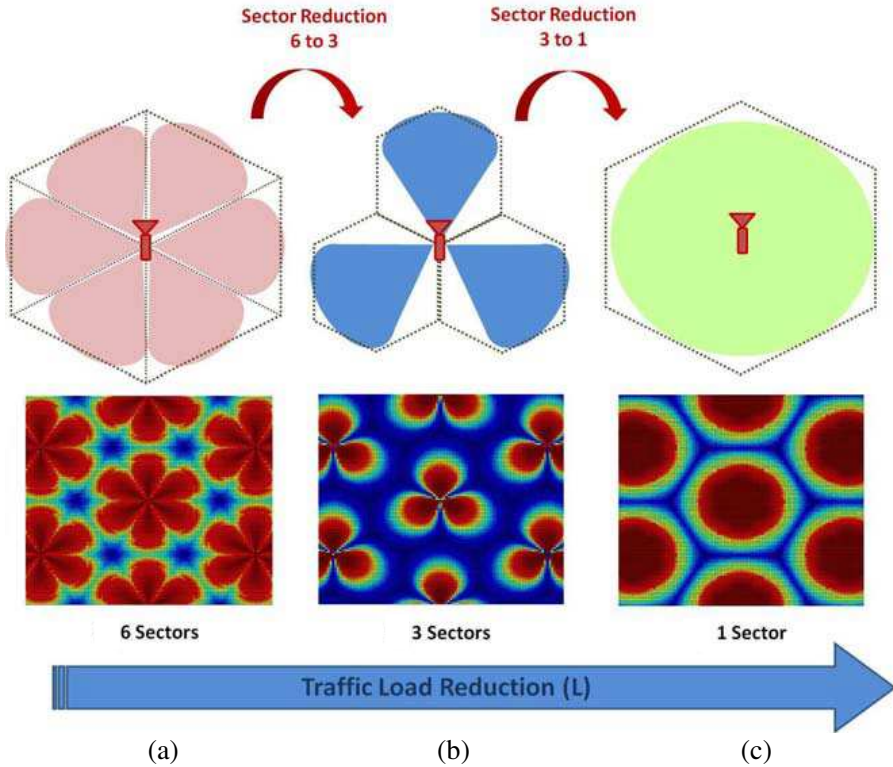 Sector Reduction
6 to 3
Sector Reduction
3 to 1
6 Sectors
3 Sectors
1 Sector
Traffic Load Reduction (L)
(a)
(b)
(c)